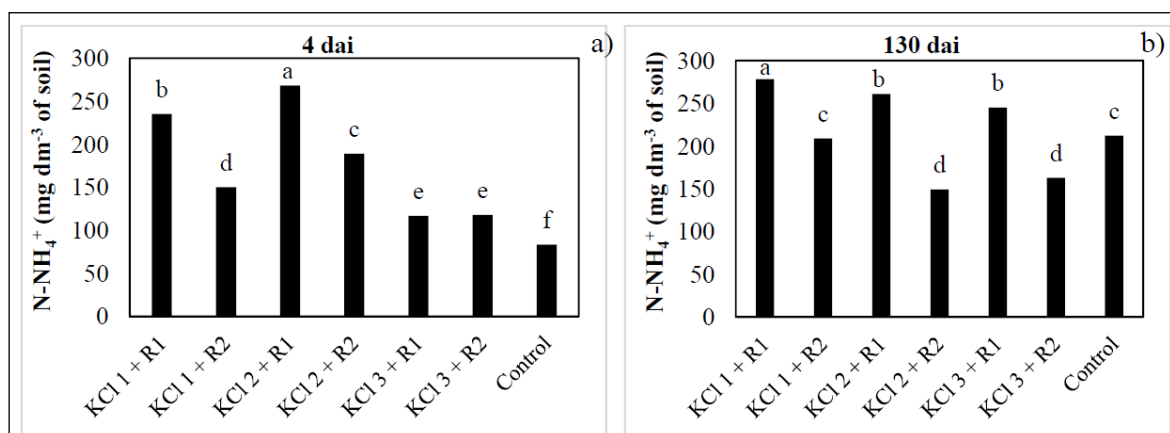 4 dai
a)
N-NH₄⁺ (mg dm⁻³ of soil)
300
250
200
150
100
50
0
b
d
a
c
e
e
f
KCl 1 + R1
KCl 1 + R2
KCl 2 + R1
KCl 2 + R2
KCl 3 + R1
KCl 3 + R2
Control
130 dai
b)
N-NH₄⁺ (mg dm⁻³ of soil)
300
250
200
150
100
50
0
a
c
b
d
b
d
c
KCl 1 + R1
KCl 1 + R2
KCl 2 + R1
KCl 2 + R2
KCl 3 + R1
KCl 3 + R2
Control